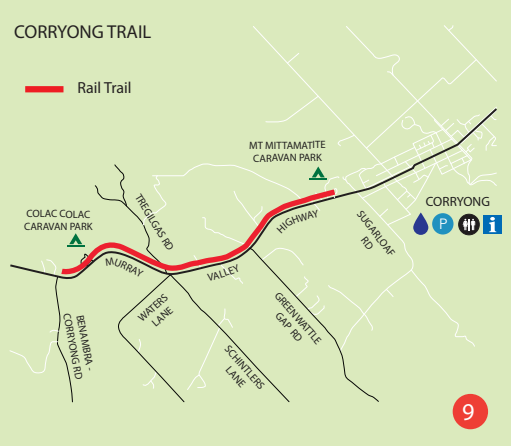 CORRYONG TRAIL
Rail Trail
MT MITTAMATITE
CARAVAN PARK
COLAC COLAC
CARAVAN PARK
TREGILGAS RD
CORRYONG
P
i
HIGHWAY
SUGARLOAF
RD
MURRAY
VALLEY
WATERS
LANE
GREENWATTLE
GAP RD
BENAMBRA -
CORRYONG RD
SCHINTLERS
LANE
9